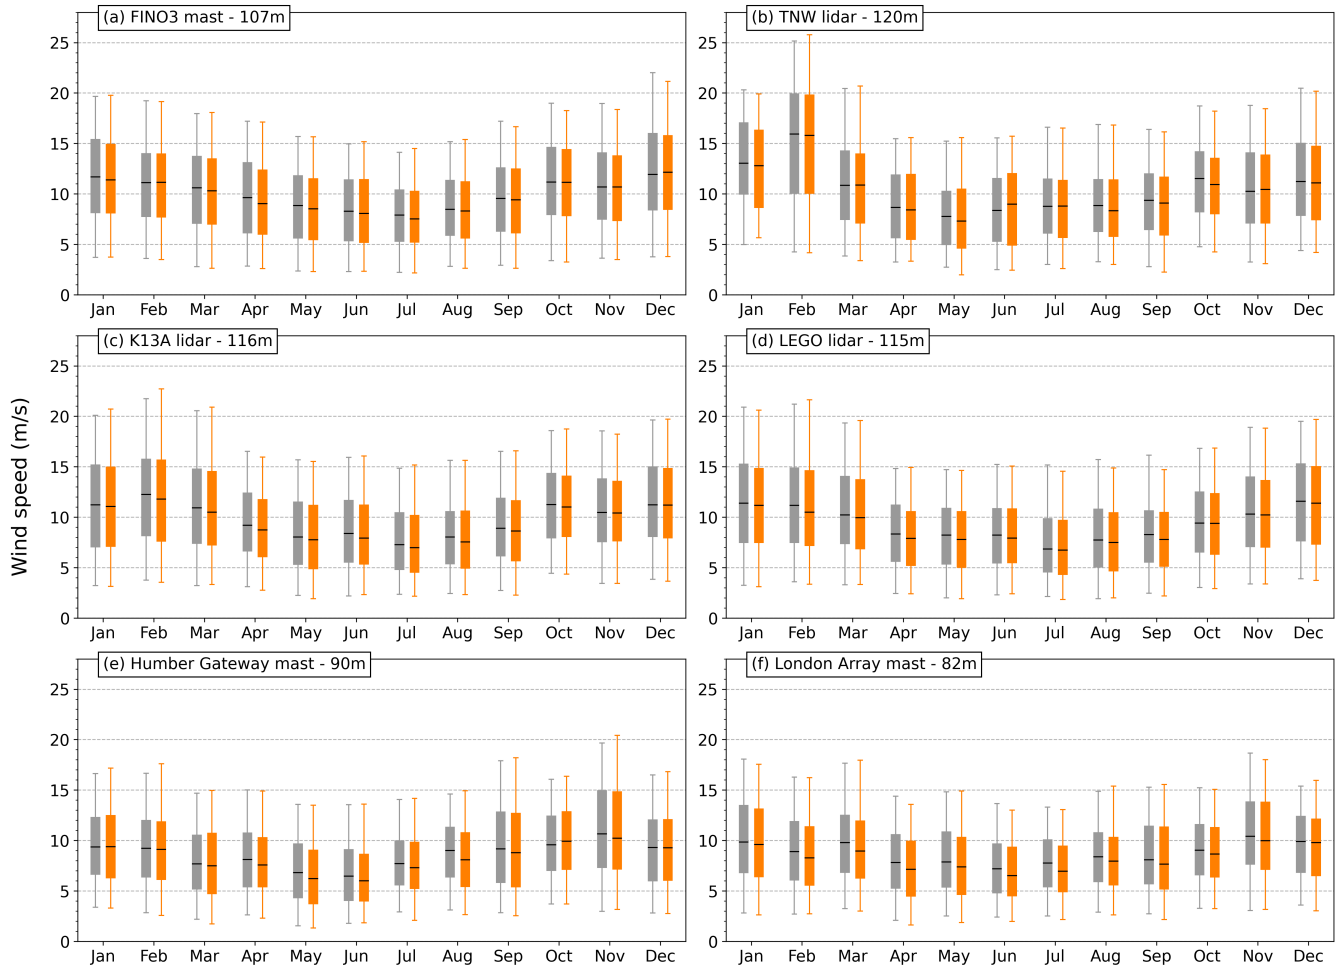 (a) FINO3 mast - 107m
25
20
15
10
5
0
Jan Feb Mar Apr May Jun Jul Aug Sep Oct Nov Dec
(b) TNW lidar - 120m
25
20
15
10
5
0
Jan Feb Mar Apr May Jun Jul Aug Sep Oct Nov Dec
Wind speed (m/s)
(c) K13A lidar - 116m
25
20
15
10
5
0
Jan Feb Mar Apr May Jun Jul Aug Sep Oct Nov Dec
(d) LEGO lidar - 115m
25
20
15
10
5
0
Jan Feb Mar Apr May Jun Jul Aug Sep Oct Nov Dec
(e) Humber Gateway mast - 90m
25
20
15
10
5
0
Jan Feb Mar Apr May Jun Jul Aug Sep Oct Nov Dec
(f) London Array mast - 82m
25
20
15
10
5
0
Jan Feb Mar Apr May Jun Jul Aug Sep Oct Nov Dec